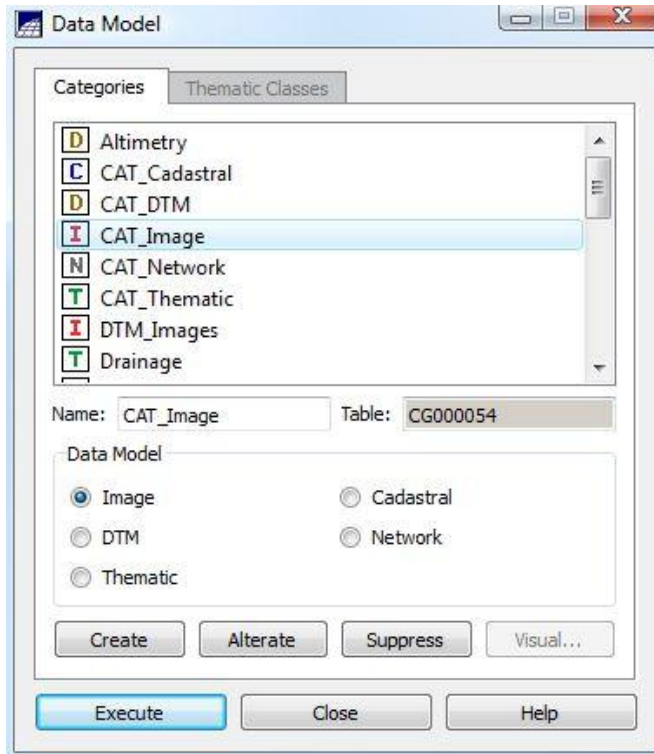 Data Model
Categories Thematic Classes
D Altimetry
C CAT_Cadastral
D CAT_DTM
I CAT_Image
N CAT_Network
T CAT_Thematic
I DTM_Images
T Drainage
Name: CAT_Image Table: CG000054
Data Model
Image Cadastral
DTM Network
Thematic
Create Alterate Suppress Visual...
Execute Close Help